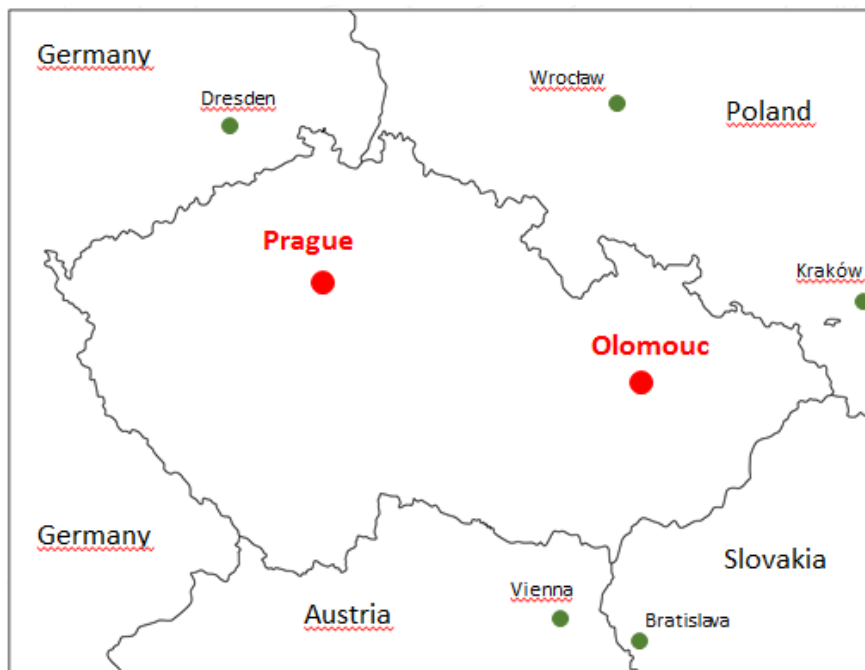 Germany
Dresden
Wrocław
Poland
Prague
Kraków
Olomouc
Germany
Slovakia
Vienna
Austria
Bratislava